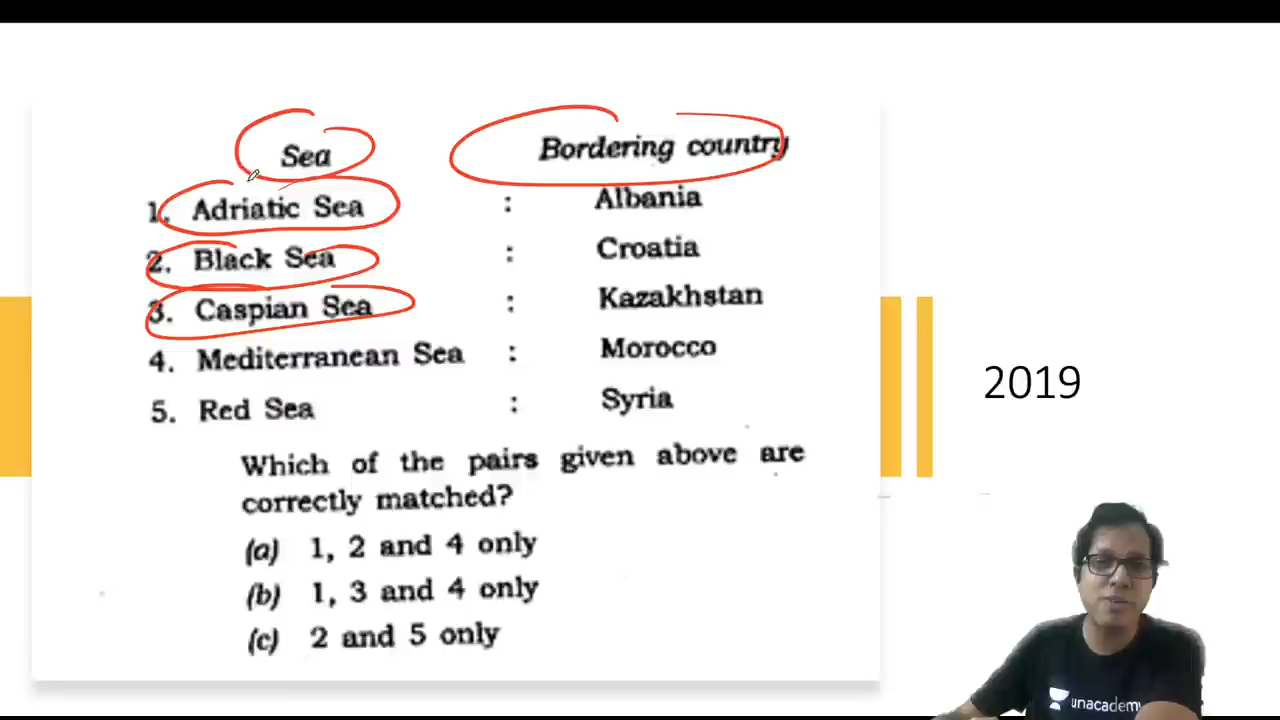 Sea Bordering country
1. Adriatic Sea : Albania
2. Black Sea : Croatia
3. Caspian Sea : Kazakhstan
4. Mediterranean Sea : Morocco
5. Red Sea : Syria
Which of the pairs given above are
correctly matched?
(a) 1, 2 and 4 only
(b) 1, 3 and 4 only
(c) 2 and 5 only
2019
unacademy